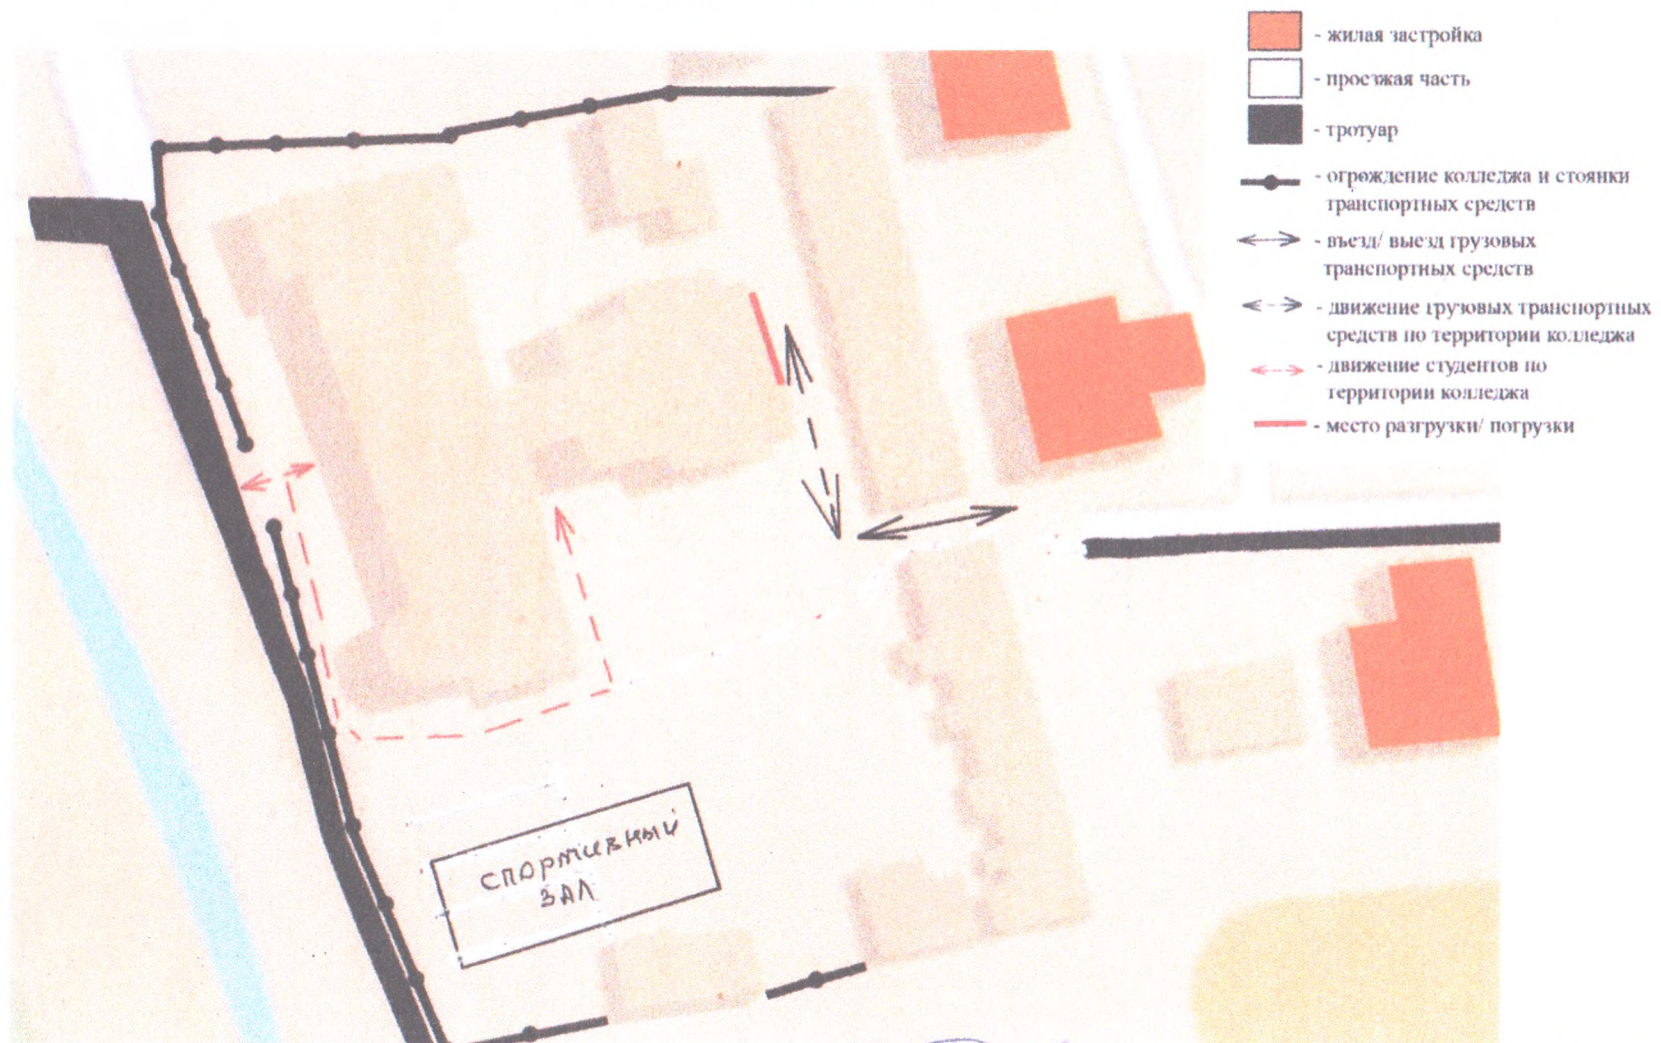 - жилая застройка
- проезжая часть
- тротуар
- огрождение колледжа и стоянки
транспортных средств
- въезд/ выезд грузовых
транспортных средств
- движение грузовых транспортных
средств по территории колледжа
- движение студентов по
территории колледжа
- место разгрузки/ погрузки
СПОРТИВНЫЙ
ЗАЛ